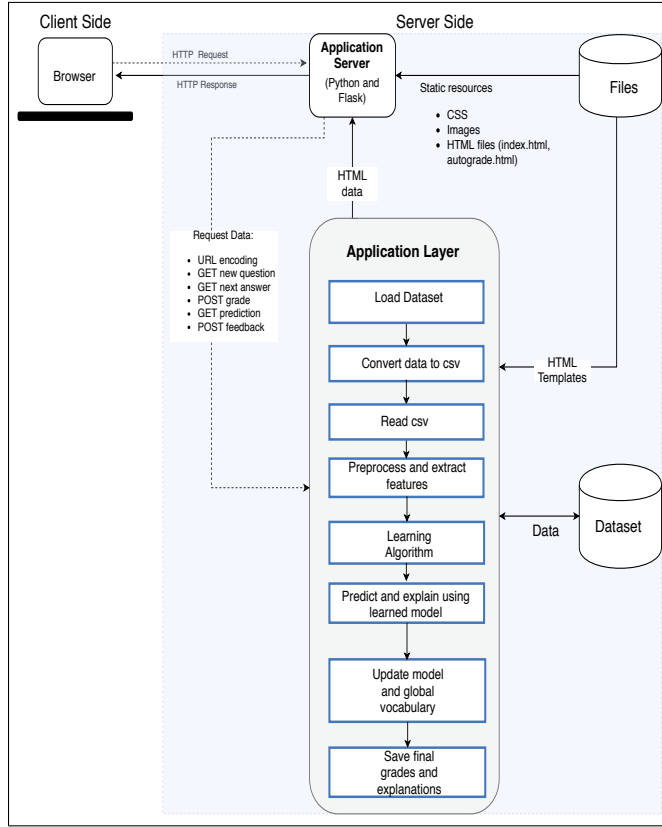 Client Side
Server Side
Browser
HTTP Request
HTTP Response
Application
Server
(Python and
Flask)
Static resources
• CSS
• Images
• HTML files (index.html,
autograde.html)
Files
HTML
data
Request Data:
• URL encoding
• GET new question
• GET next answer
• POST grade
• GET prediction
• POST feedback
Application Layer
Load Dataset
Convert data to csv
Read csv
Preprocess and extract
features
Learning
Algorithm
Predict and explain using
learned model
Update model
and global
vocabulary
Save final
grades and
explanations
HTML
Templates
Data
Dataset